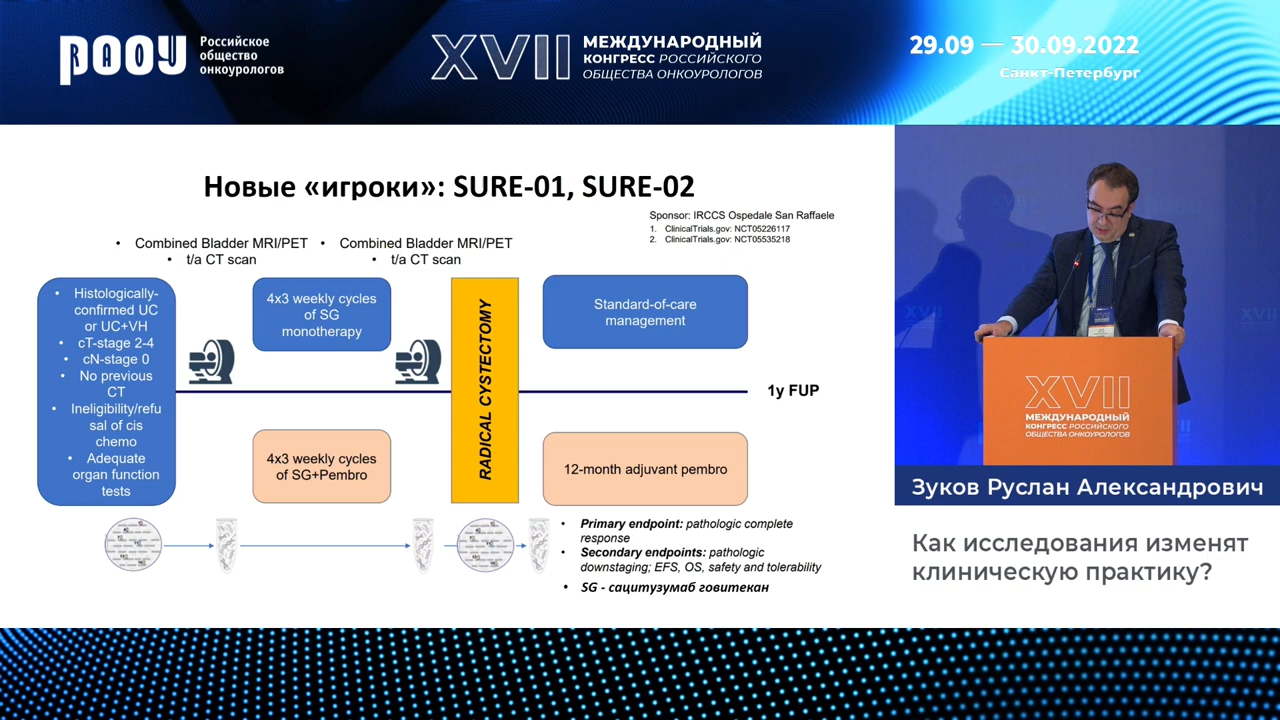 РАОУ
Российское
общество
онкоурологов
XVII
МЕЖДУНАРОДНЫЙ
КОНГРЕСС РОССИЙСКОГО
ОБЩЕСТВА ОНКОУРОЛОГОВ
29.09 — 30.09.2022
Санкт-Петербург
Новые «игроки»: SURE-01, SURE-02
Sponsor: IRCCS Ospedale San Raffaele
1. ClinicalTrials.gov: NCT05226117
2. ClinicalTrials.gov: NCT05535218
• Combined Bladder MRI/PET
• t/a CT scan
• Combined Bladder MRI/PET
• t/a CT scan
• Histologically-
confirmed UC
or UC+VH
• cT-stage 2-4
• cN-stage 0
• No previous
CT
• Ineligibility/refu
sal of cis
chemo
• Adequate
organ function
tests
4x3 weekly cycles
of SG
monotherapy
4x3 weekly cycles
of SG+Pembro
RADICAL CYSTECTOMY
Standard-of-care
management
1y FUP
12-month adjuvant pembro
• Primary endpoint: pathologic complete
response
• Secondary endpoints: pathologic
downstaging; EFS, OS, safety and tolerability
• SG - сацитузумаб говитекан
XVII
МЕЖДУНАРОДНЫЙ
КОНГРЕСС РОССИЙСКОГО
ОБЩЕСТВА ОНКОУРОЛОГОВ
Зуков Руслан Александрович
Как исследования изменят
клиническую практику?